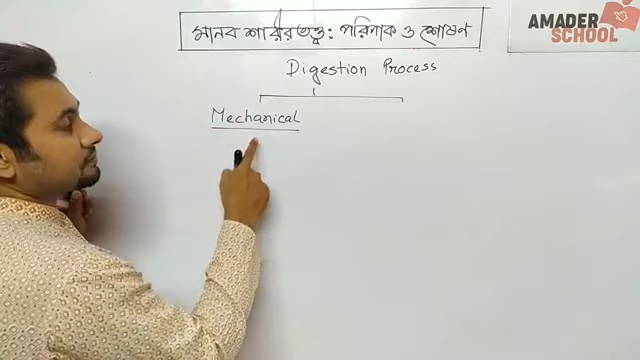 মানব শারীরতত্ত্ব: পরিপাক ও শোষণ
AMADER
SCHOOL
Digestion Process
Mechanical